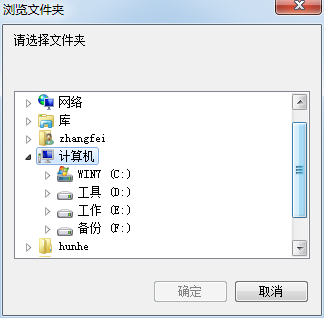 浏览文件夹
请选择文件夹
网络
库
zhangfei
计算机
WIN7 (C:)
工具 (D:)
工作 (E:)
备份 (F:)
hunhe
确定
取消